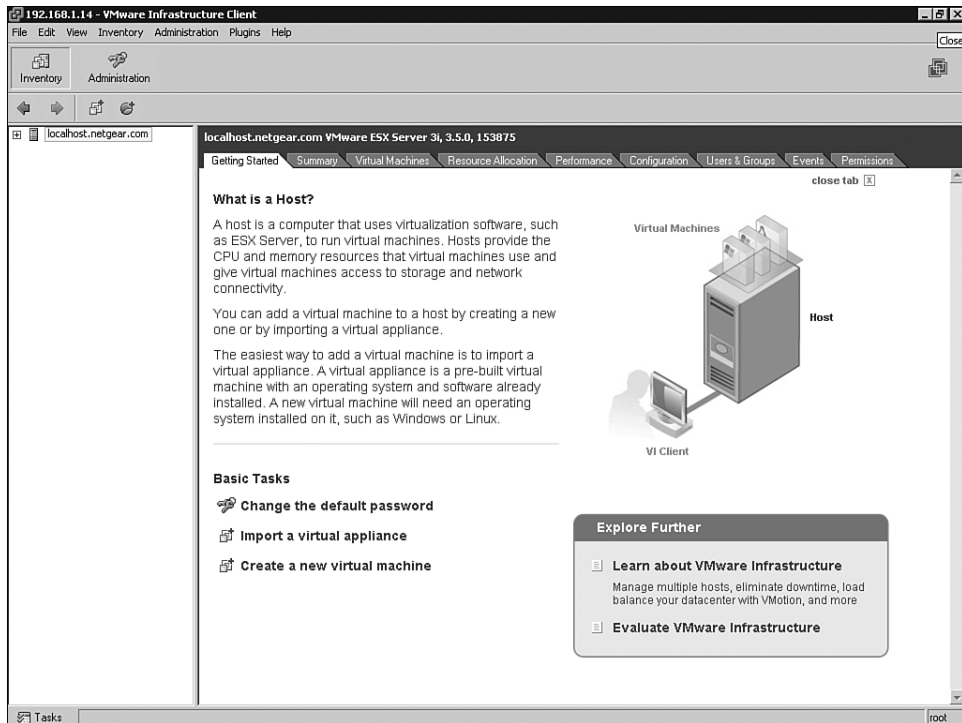 192.168.1.14 - VMware Infrastructure Client
File Edit View Inventory Administration Plugins Help
Close
Inventory Administration
localhost.netgear.com
localhost.netgear.com VMware ESX Server 3i, 3.5.0, 153875
Getting Started Summary Virtual Machines Resource Allocation Performance Configuration Users & Groups Events Permissions
close tab X
What is a Host?
A host is a computer that uses virtualization software, such
as ESX Server, to run virtual machines. Hosts provide the
CPU and memory resources that virtual machines use and
give virtual machines access to storage and network
connectivity.
You can add a virtual machine to a host by creating a new
one or by importing a virtual appliance.
The easiest way to add a virtual machine is to import a
virtual appliance. A virtual appliance is a pre-built virtual
machine with an operating system and software already
installed. A new virtual machine will need an operating
system installed on it, such as Windows or Linux.
Virtual Machines
Host
VI Client
Basic Tasks
Change the default password
Import a virtual appliance
Create a new virtual machine
Explore Further
Learn about VMware Infrastructure
Manage multiple hosts, eliminate downtime, load
balance your datacenter with VMotion, and more
Evaluate VMware Infrastructure
Tasks
root